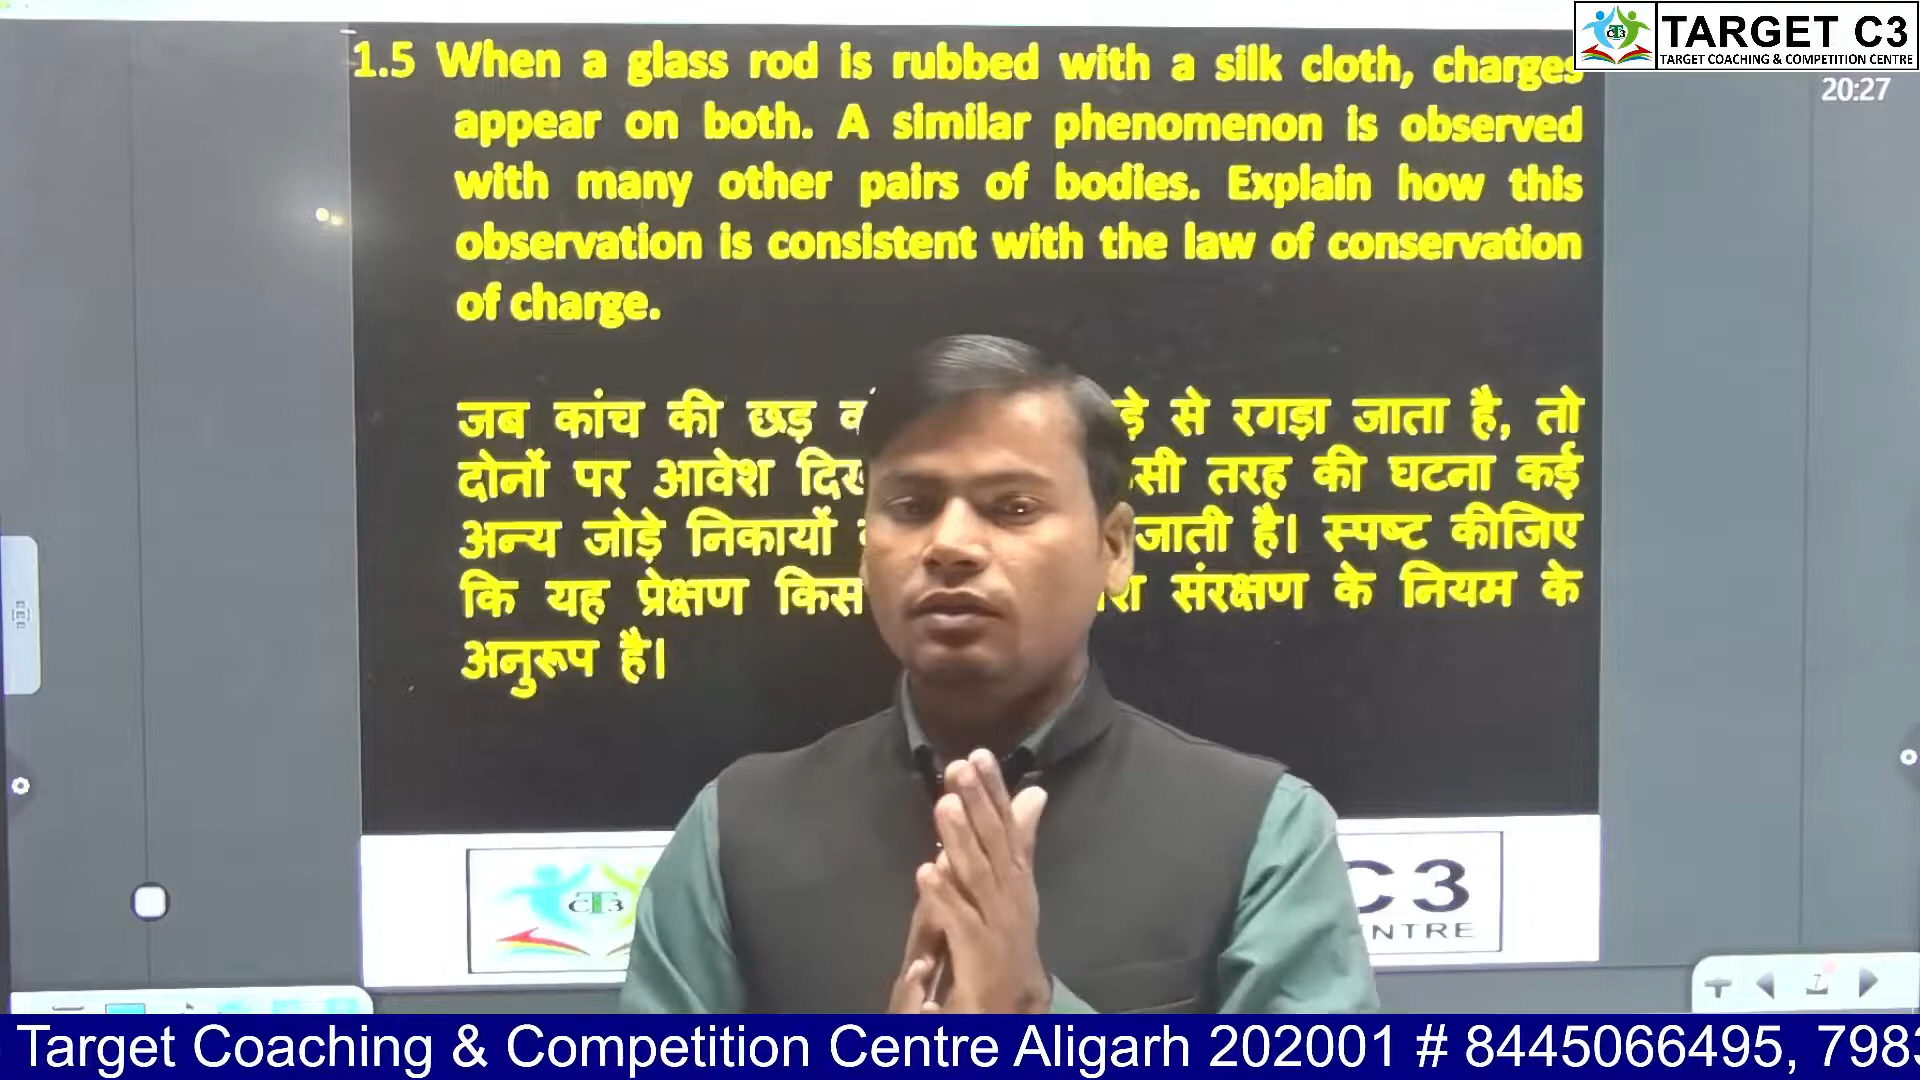 TARGET C3
TARGET COACHING & COMPETITION CENTRE
20:27
1.5 When a glass rod is rubbed with a silk cloth, charges
appear on both. A similar phenomenon is observed
with many other pairs of bodies. Explain how this
observation is consistent with the law of conservation
of charge.
जब कांच की छड़ से रगड़ा जाता है, तो
दोनों पर आवेश तरह की घटना कई
अन्य जोड़े निकायों जाती है। स्पष्ट कीजिए
कि यह प्रेक्षण संरक्षण के नियम के
अनुरूप है।
CT3
C3
7
Target Coaching & Competition Centre Aligarh 202001 # 8445066495,